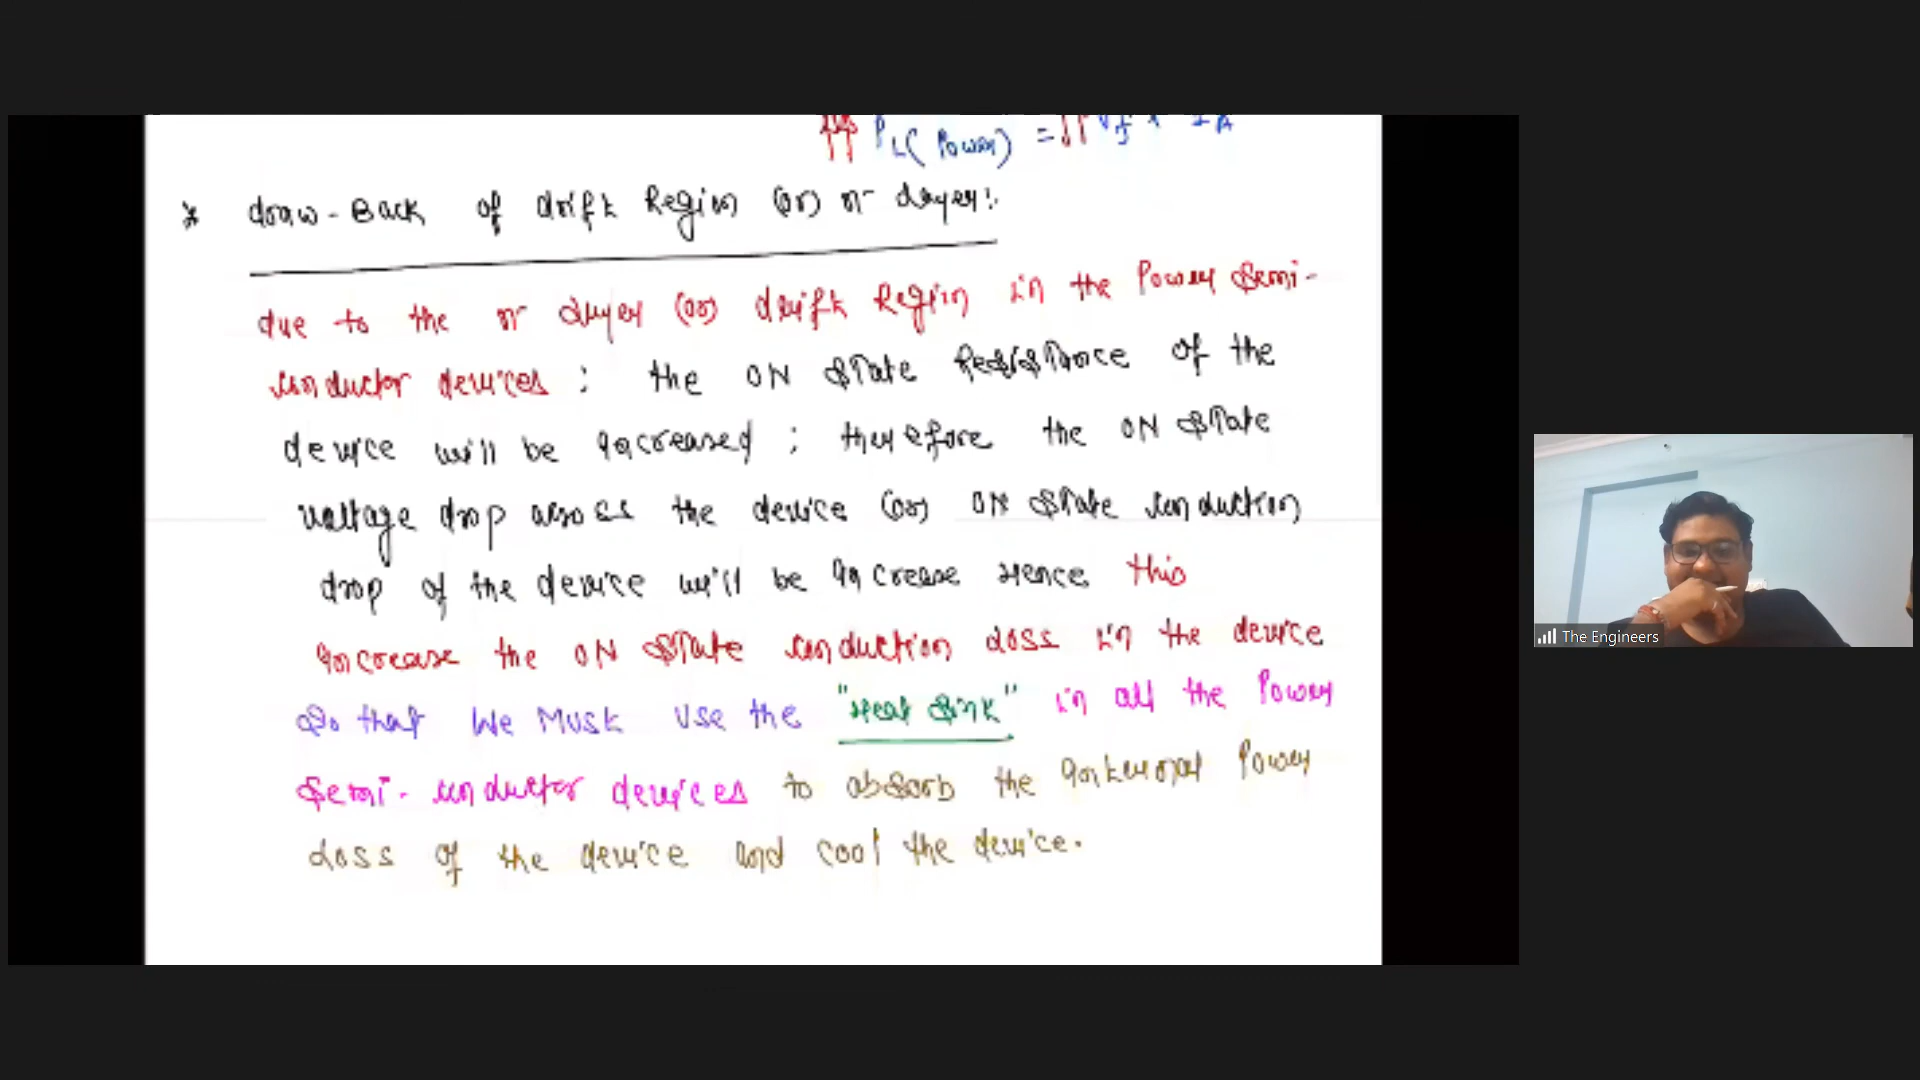 ⇈ PL( Power) =
* draw-Back of drift Region (or) n⁻ Layer:
due to the n⁻ Layer (or) drift Region in the Power Semi-
conductor devices ; the ON State Resistance of the
device will be increased ; therefore the ON State
voltage drop across the device (or) ON State conduction
drop of the device will be increase Hence this
increase the ON State conduction Loss in the device
So that We Must Use the "Heat Sink" in all the Power
Semi-conductor devices to absorb the internal Power
Loss of the device and cool the device.
The Engineers